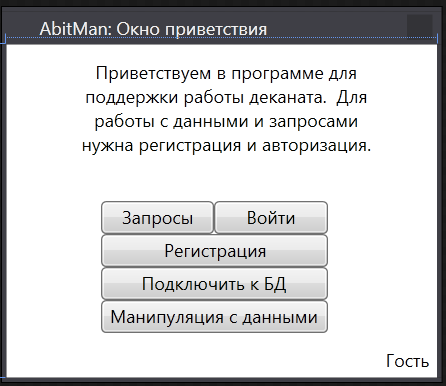 AbitMan: Окно приветствия
Приветствуем в программе для
поддержки работы деканата.  Для
работы с данными и запросами
нужна регистрация и авторизация.
Запросы Войти
Регистрация
Подключить к БД
Манипуляция с данными
Гость